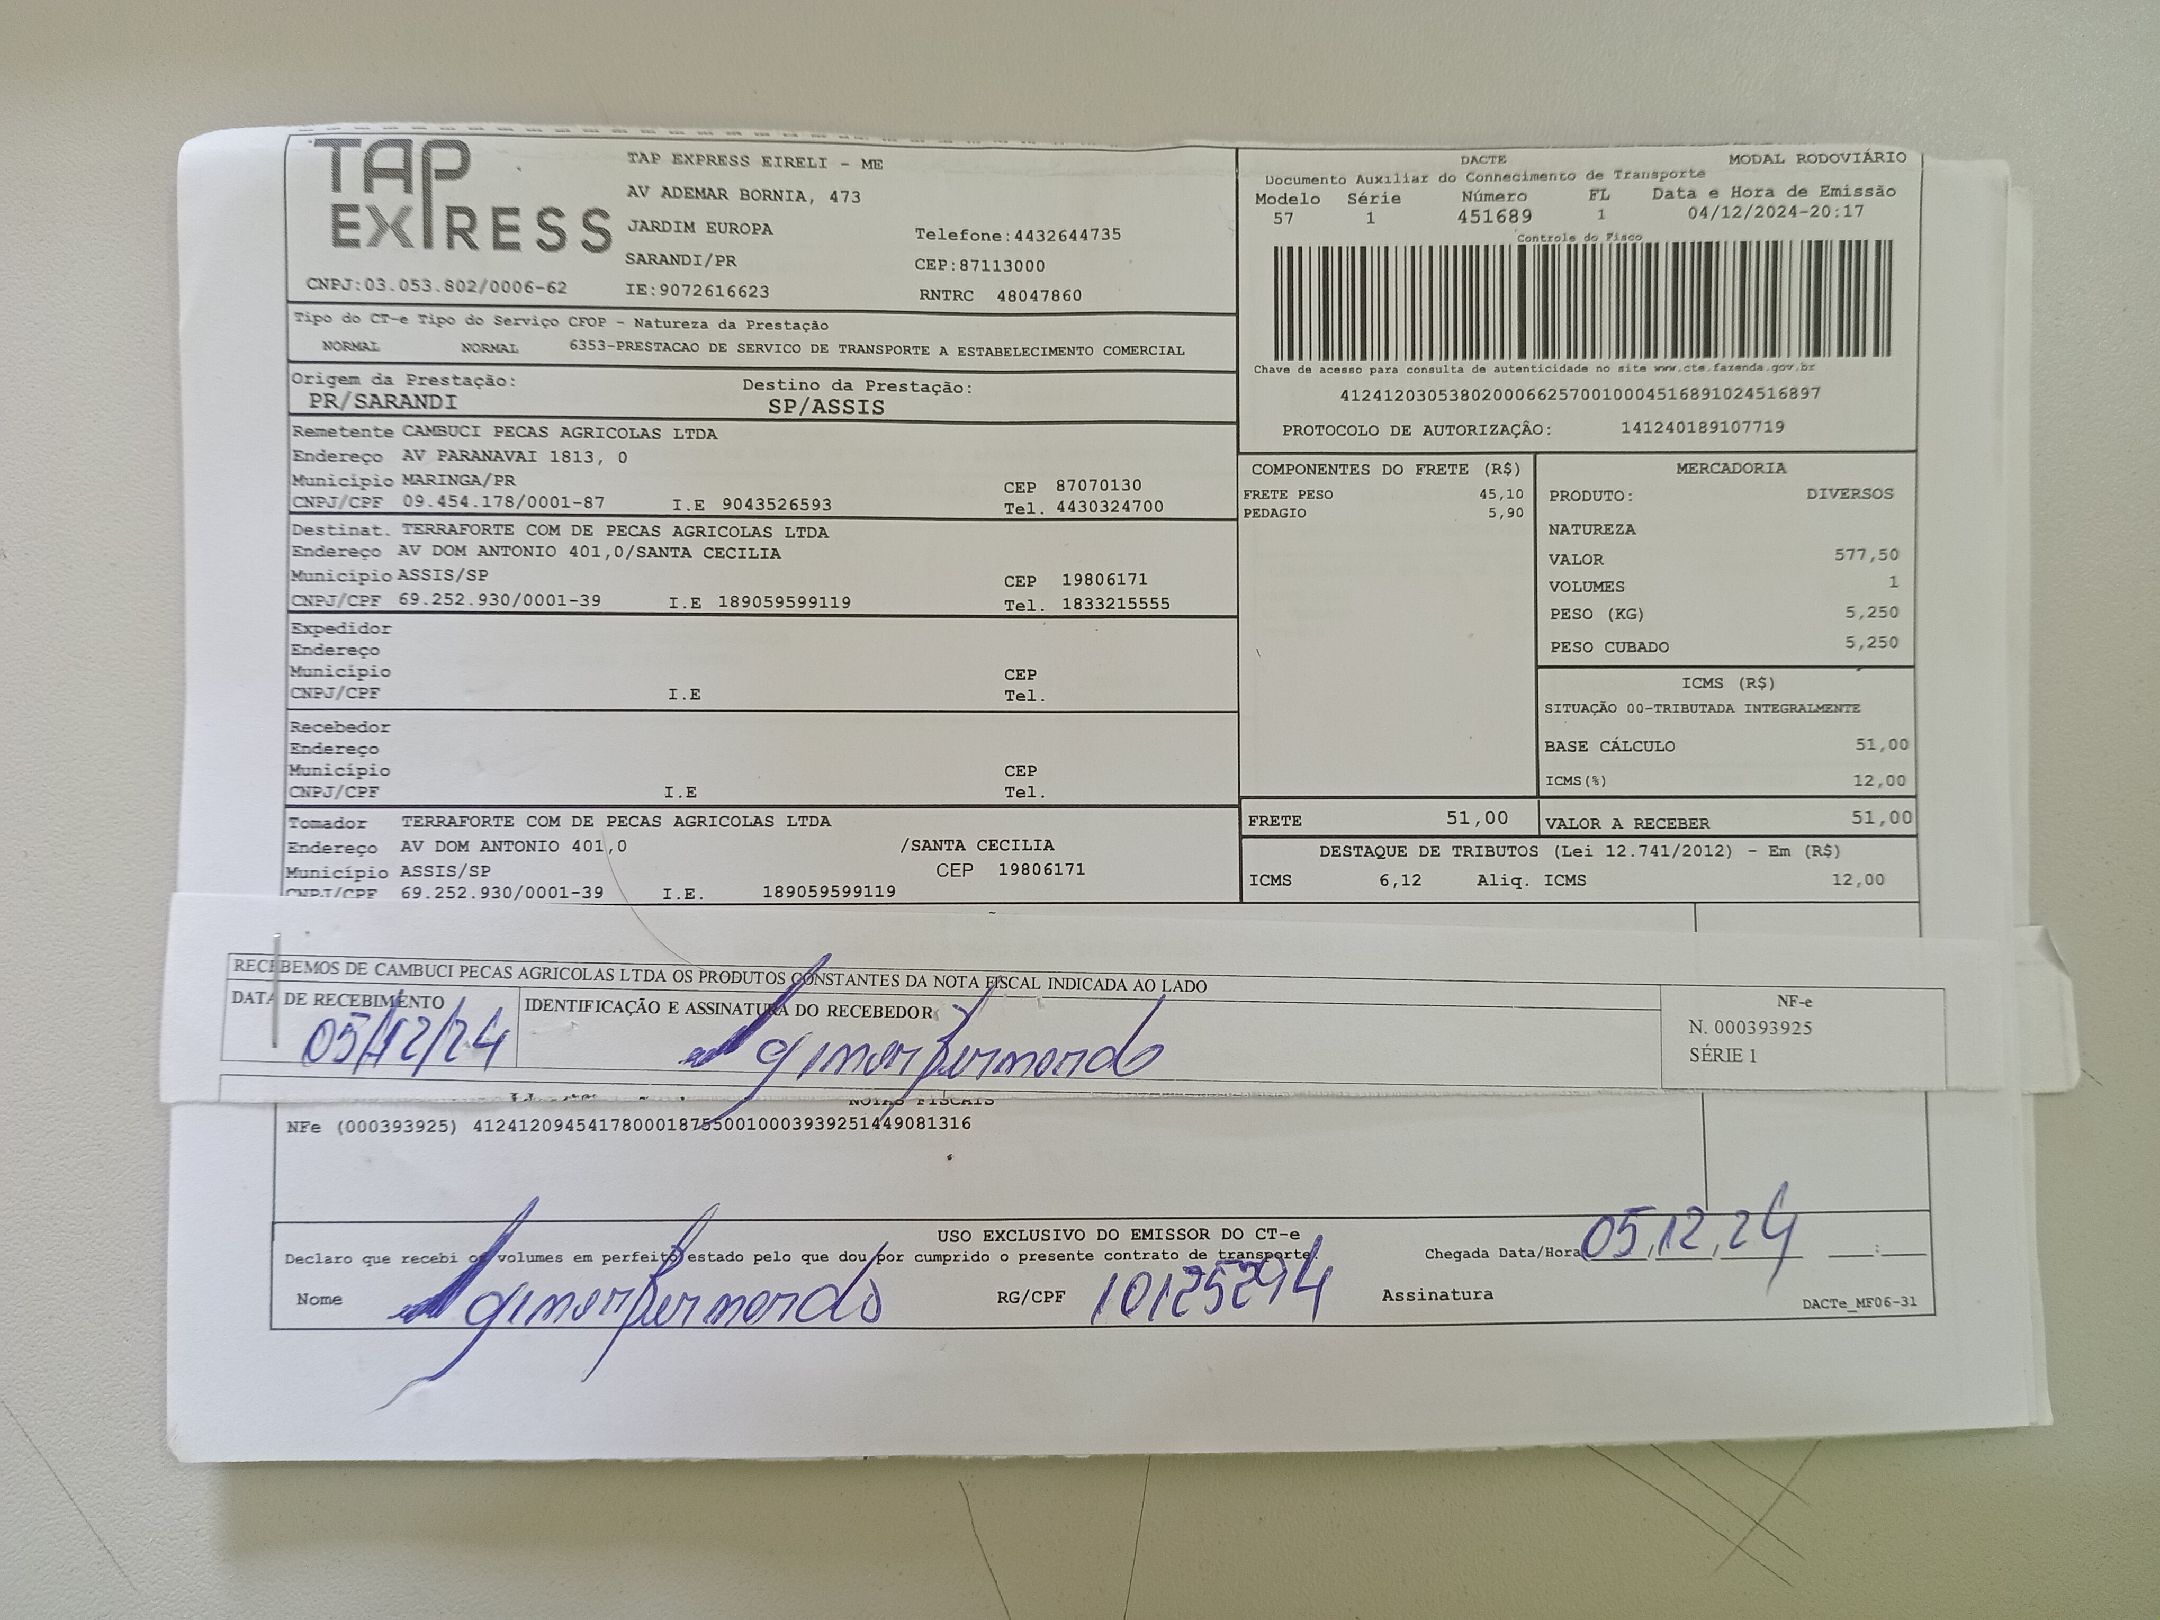 TAP
EXPRESS
CNPJ:03.053.802/0006-62
TAP EXPRESS EIRELI - ME
AV ADEMAR BORNIA, 473
JARDIM EUROPA
Telefone:4432644735
SARANDI/PR
CEP:87113000
IE:9072616623
RNTRC 48047860
DACTE
MODAL RODOVIÁRIO
Documento Auxiliar do Conhecimento de Transporte
Modelo Série Número FL Data e Hora de Emissão
57 1 451689 1 04/12/2024-20:17
Controle do Fisco
Chave de acesso para consulta de autenticidade no site www.cte.fazenda.gov.br
41241203053802000662570010004516891024516897
PROTOCOLO DE AUTORIZAÇÃO: 141240189107719
Tipo do CT-e Tipo do Serviço CFOP - Natureza da Prestação
NORMAL NORMAL 6353-PRESTACAO DE SERVICO DE TRANSPORTE A ESTABELECIMENTO COMERCIAL
Origem da Prestação: Destino da Prestação:
PR/SARANDI SP/ASSIS
Remetente CAMBUCI PECAS AGRICOLAS LTDA
Endereço AV PARANAVAI 1813, 0
Município MARINGA/PR CEP 87070130
CNPJ/CPF 09.454.178/0001-87 I.E 9043526593 Tel. 4430324700
Destinat. TERRAFORTE COM DE PECAS AGRICOLAS LTDA
Endereço AV DOM ANTONIO 401,0/SANTA CECILIA
Município ASSIS/SP CEP 19806171
CNPJ/CPF 69.252.930/0001-39 I.E 189059599119 Tel. 1833215555
Expedidor
Endereço
Município CEP
CNPJ/CPF I.E Tel.
Recebedor
Endereço
Município CEP
CNPJ/CPF I.E Tel.
Tomador TERRAFORTE COM DE PECAS AGRICOLAS LTDA
Endereço AV DOM ANTONIO 401,0 /SANTA CECILIA
Município ASSIS/SP CEP 19806171
CNPJ/CPF 69.252.930/0001-39 I.E. 189059599119
COMPONENTES DO FRETE (R$)
FRETE PESO 45,10
PEDAGIO 5,90
MERCADORIA
PRODUTO: DIVERSOS
NATUREZA
VALOR 577,50
VOLUMES 1
PESO (KG) 5,250
PESO CUBADO 5,250
ICMS (R$)
SITUAÇÃO 00-TRIBUTADA INTEGRALMENTE
BASE CÁLCULO 51,00
ICMS(%) 12,00
FRETE 51,00 VALOR A RECEBER 51,00
DESTAQUE DE TRIBUTOS (Lei 12.741/2012) - Em (R$)
ICMS 6,12 Aliq. ICMS 12,00
RECEBEMOS DE CAMBUCI PECAS AGRICOLAS LTDA OS PRODUTOS CONSTANTES DA NOTA FISCAL INDICADA AO LADO
DATA DE RECEBIMENTO IDENTIFICAÇÃO E ASSINATURA DO RECEBEDOR
05/12/24
NF-e
N. 000393925
SÉRIE 1
NOTAS FISCAIS
NFe (000393925) 41241209454178000187550010003939251449081316
USO EXCLUSIVO DO EMISSOR DO CT-e
Declaro que recebi os volumes em perfeito estado pelo que dou por cumprido o presente contrato de transporte.
Chegada Data/Hora 05,12,24 :
Nome RG/CPF 10125294 Assinatura
DACTe_MF06-31